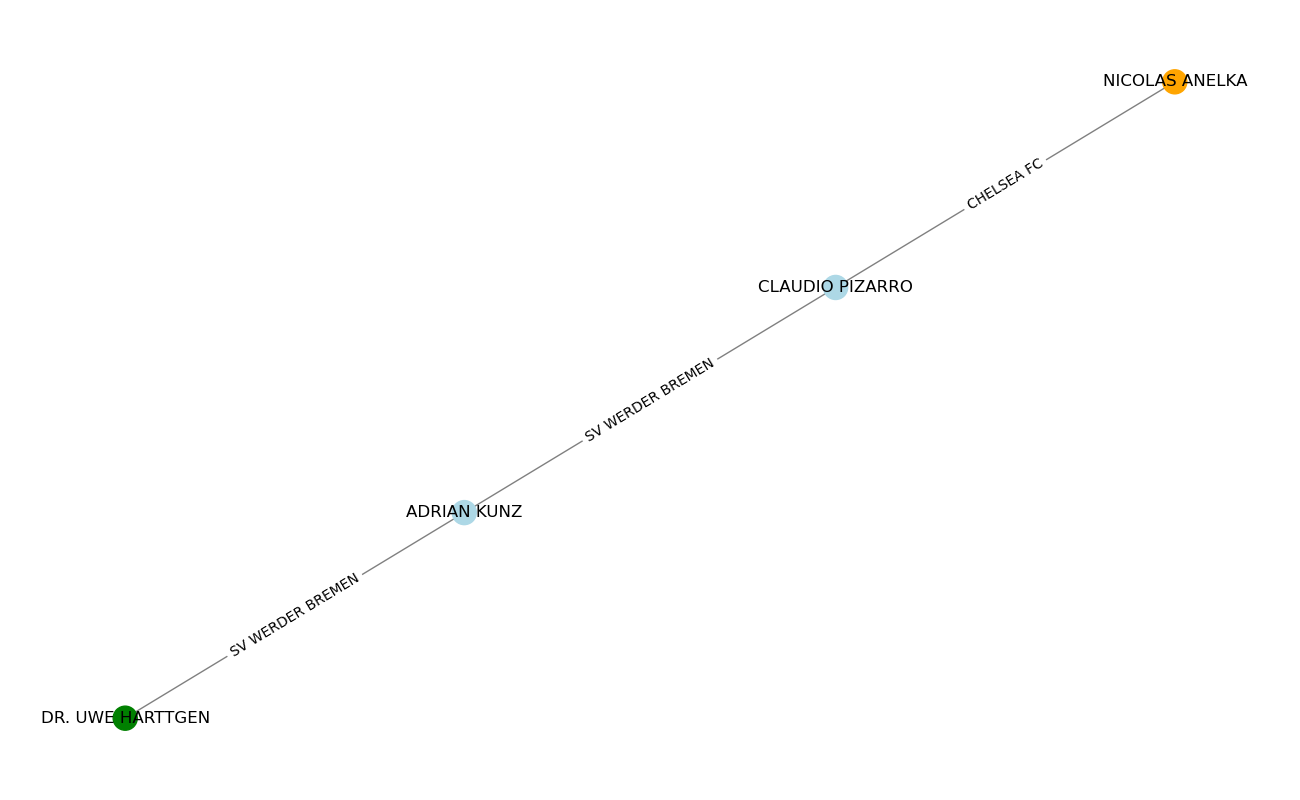 NICOLAS ANELKA
CHELSEA FC
CLAUDIO PIZARRO
SV WERDER BREMEN
ADRIAN KUNZ
SV WERDER BREMEN
DR. UWE HARTTGEN